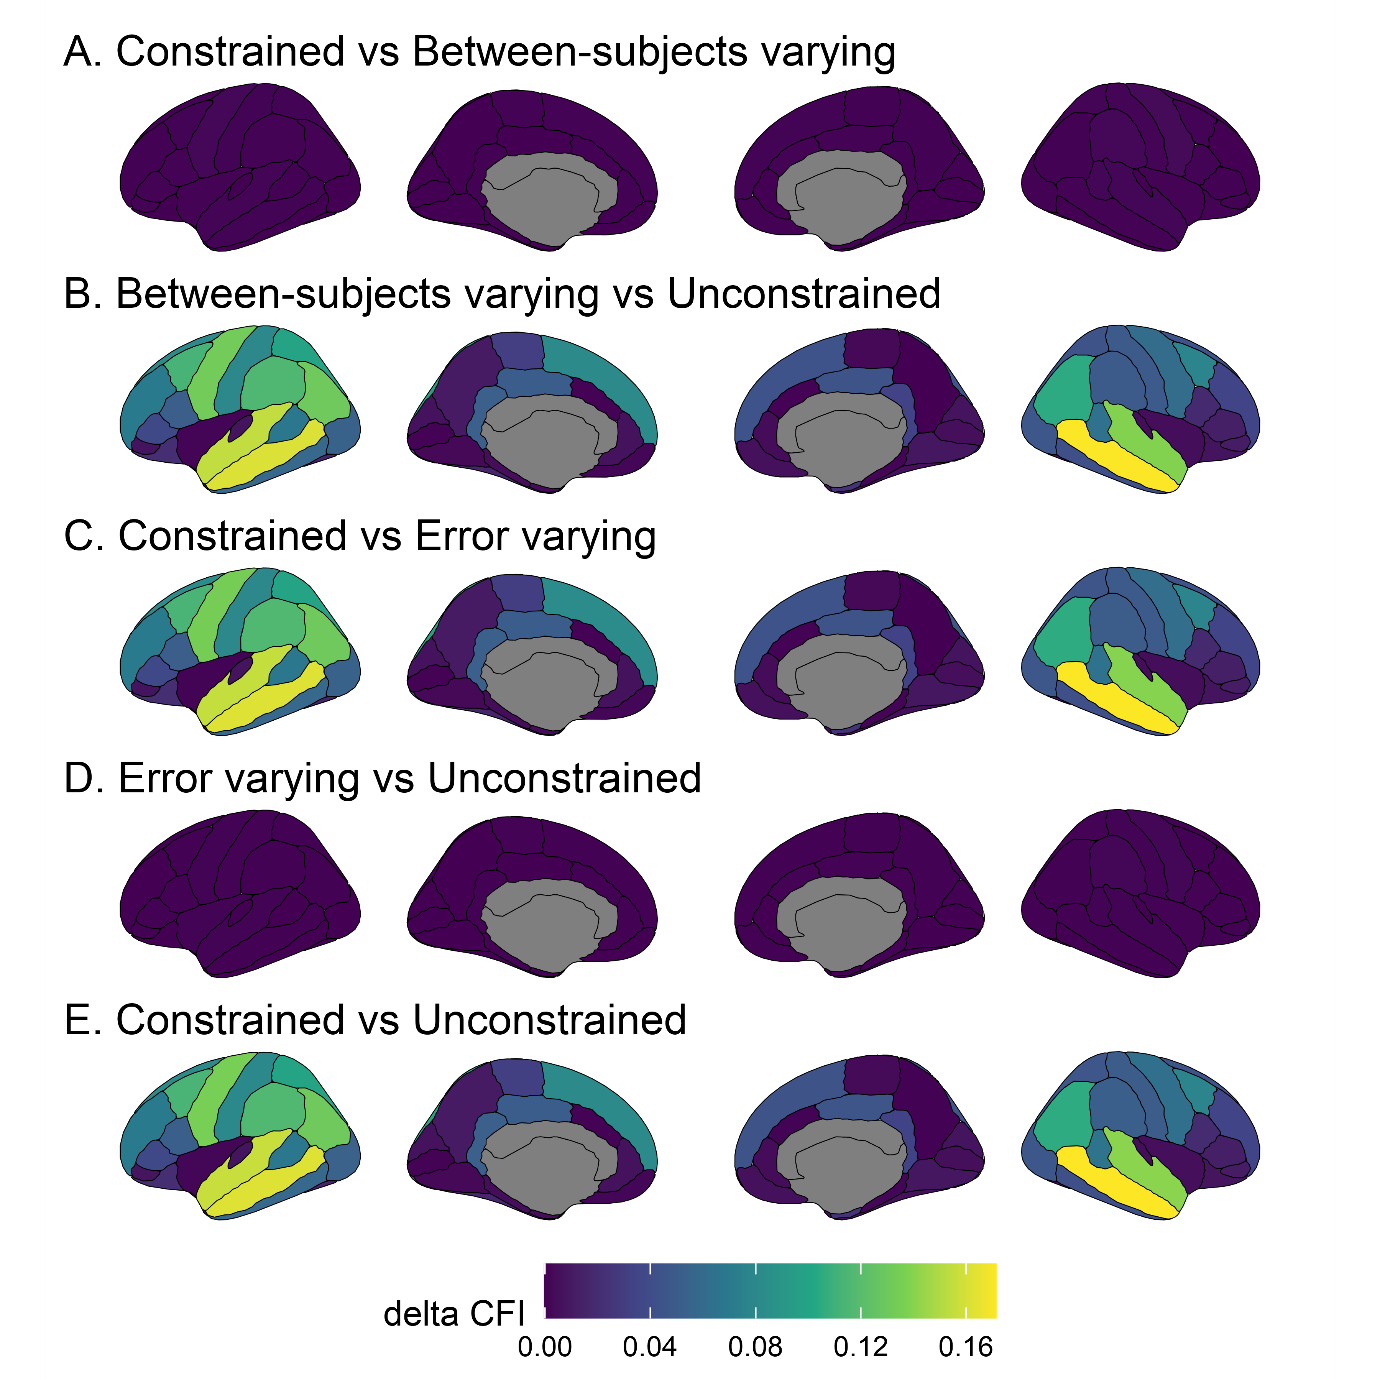 A. Constrained vs Between-subjects varying
B. Between-subjects varying vs Unconstrained
C. Constrained vs Error varying
D. Error varying vs Unconstrained
E. Constrained vs Unconstrained
delta CFI
0.00 0.04 0.08 0.12 0.16